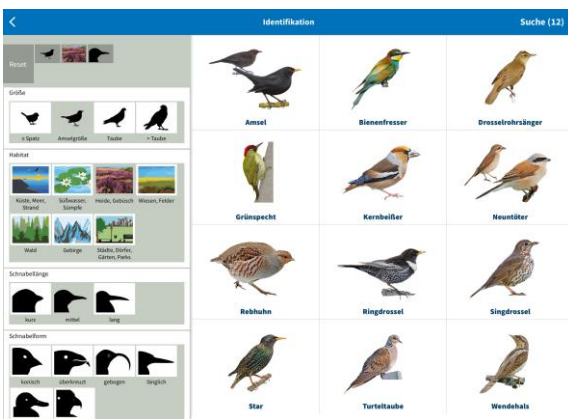 Identifikation
Suche (12)
Reset
Größe
≤ Spatz
Amselgröße
Taube
> Taube
Habitat
Küste, Meer, Strand
Süßwasser, Sümpfe
Heide, Gebüsch
Wiesen, Felder
Wald
Gebirge
Städte, Dörfer, Gärten, Parks
Schnabellänge
kurz
mittel
lang
Schnabelform
konisch
überkreuzt
gebogen
länglich
Amsel
Bienenfresser
Drosselrohrsänger
Grünspecht
Kernbeißer
Neuntöter
Rebhuhn
Ringdrossel
Singdrossel
Star
Turteltaube
Wendehals